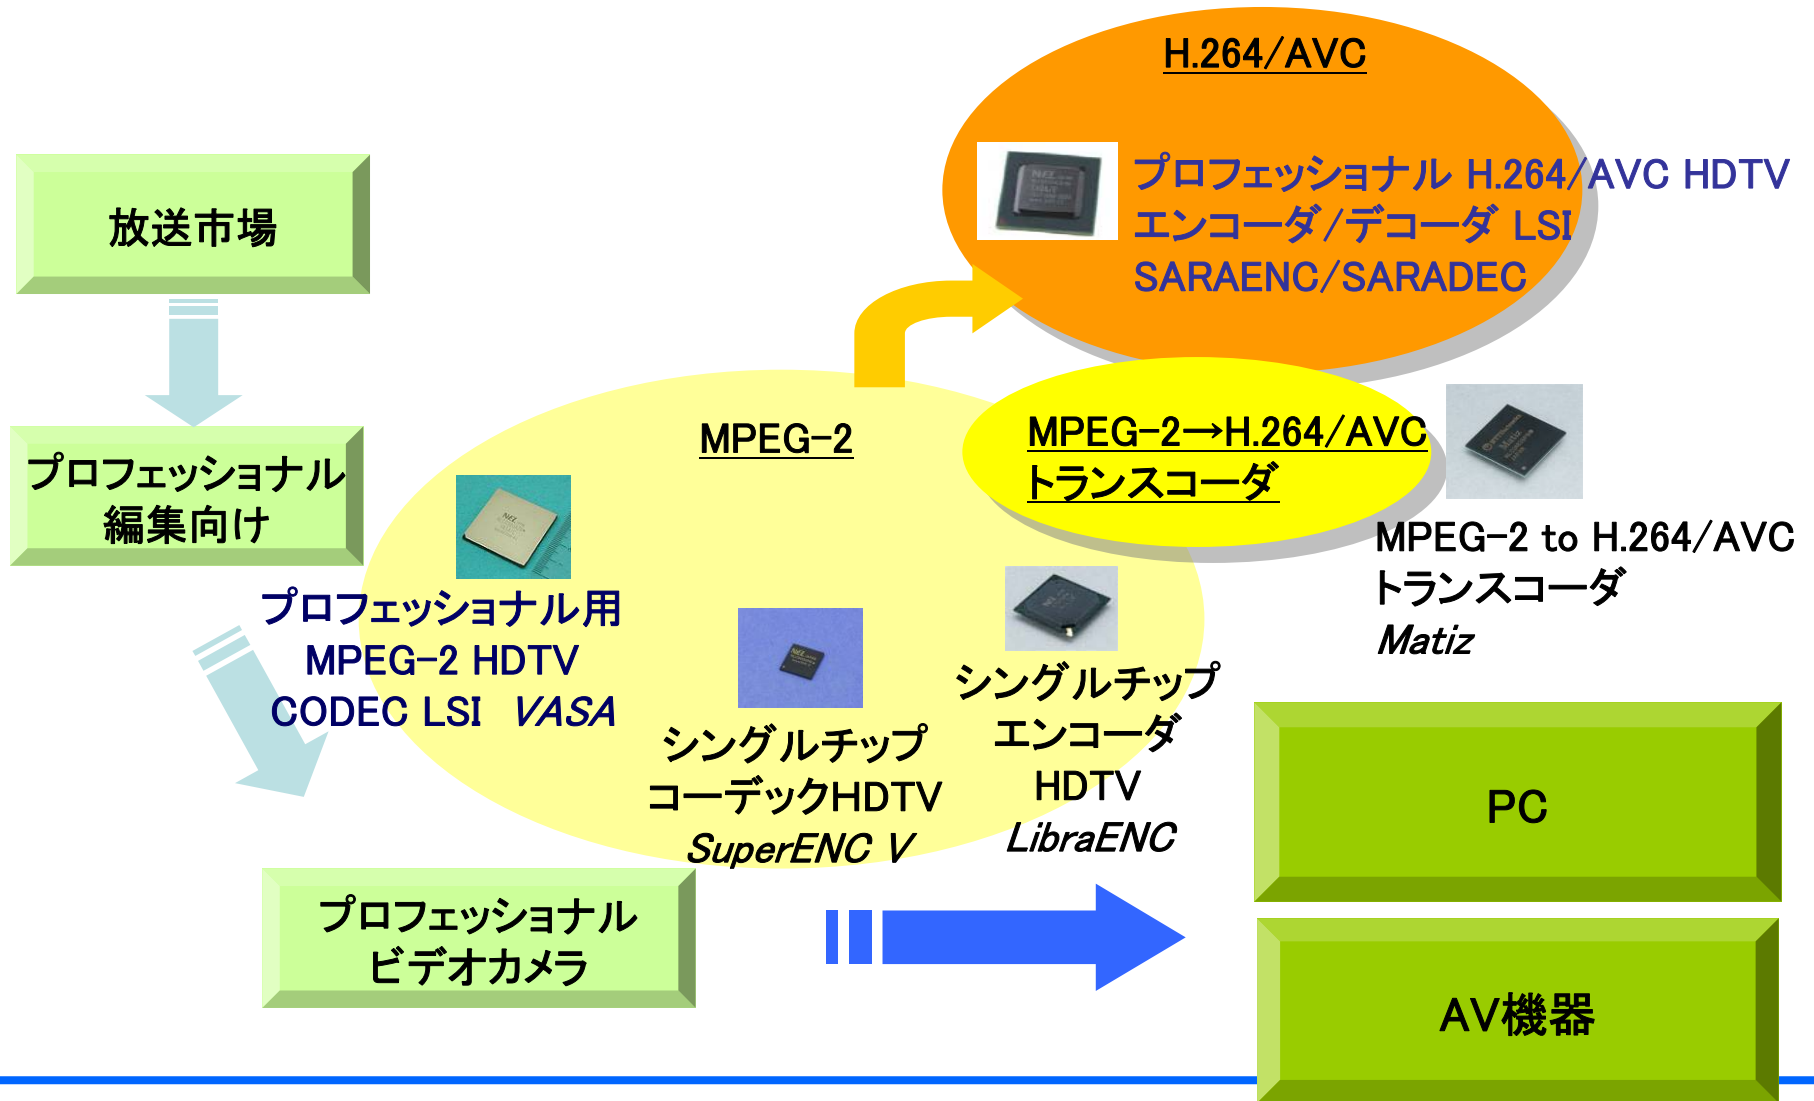 H.264/AVC
プロフェッショナル H.264/AVC HDTV
エンコーダ/デコーダ LSI
SARAENC/SARADEC
放送市場
プロフェッショナル
編集向け
MPEG-2
MPEG-2→H.264/AVC
トランスコーダ
MPEG-2 to H.264/AVC
トランスコーダ
Matiz
プロフェッショナル用
MPEG-2 HDTV
CODEC LSI VASA
シングルチップ
コーデックHDTV
SuperENC V
シングルチップ
エンコーダ
HDTV
LibraENC
プロフェッショナル
ビデオカメラ
PC
AV機器
NEL
NEL
NEL
Matiz